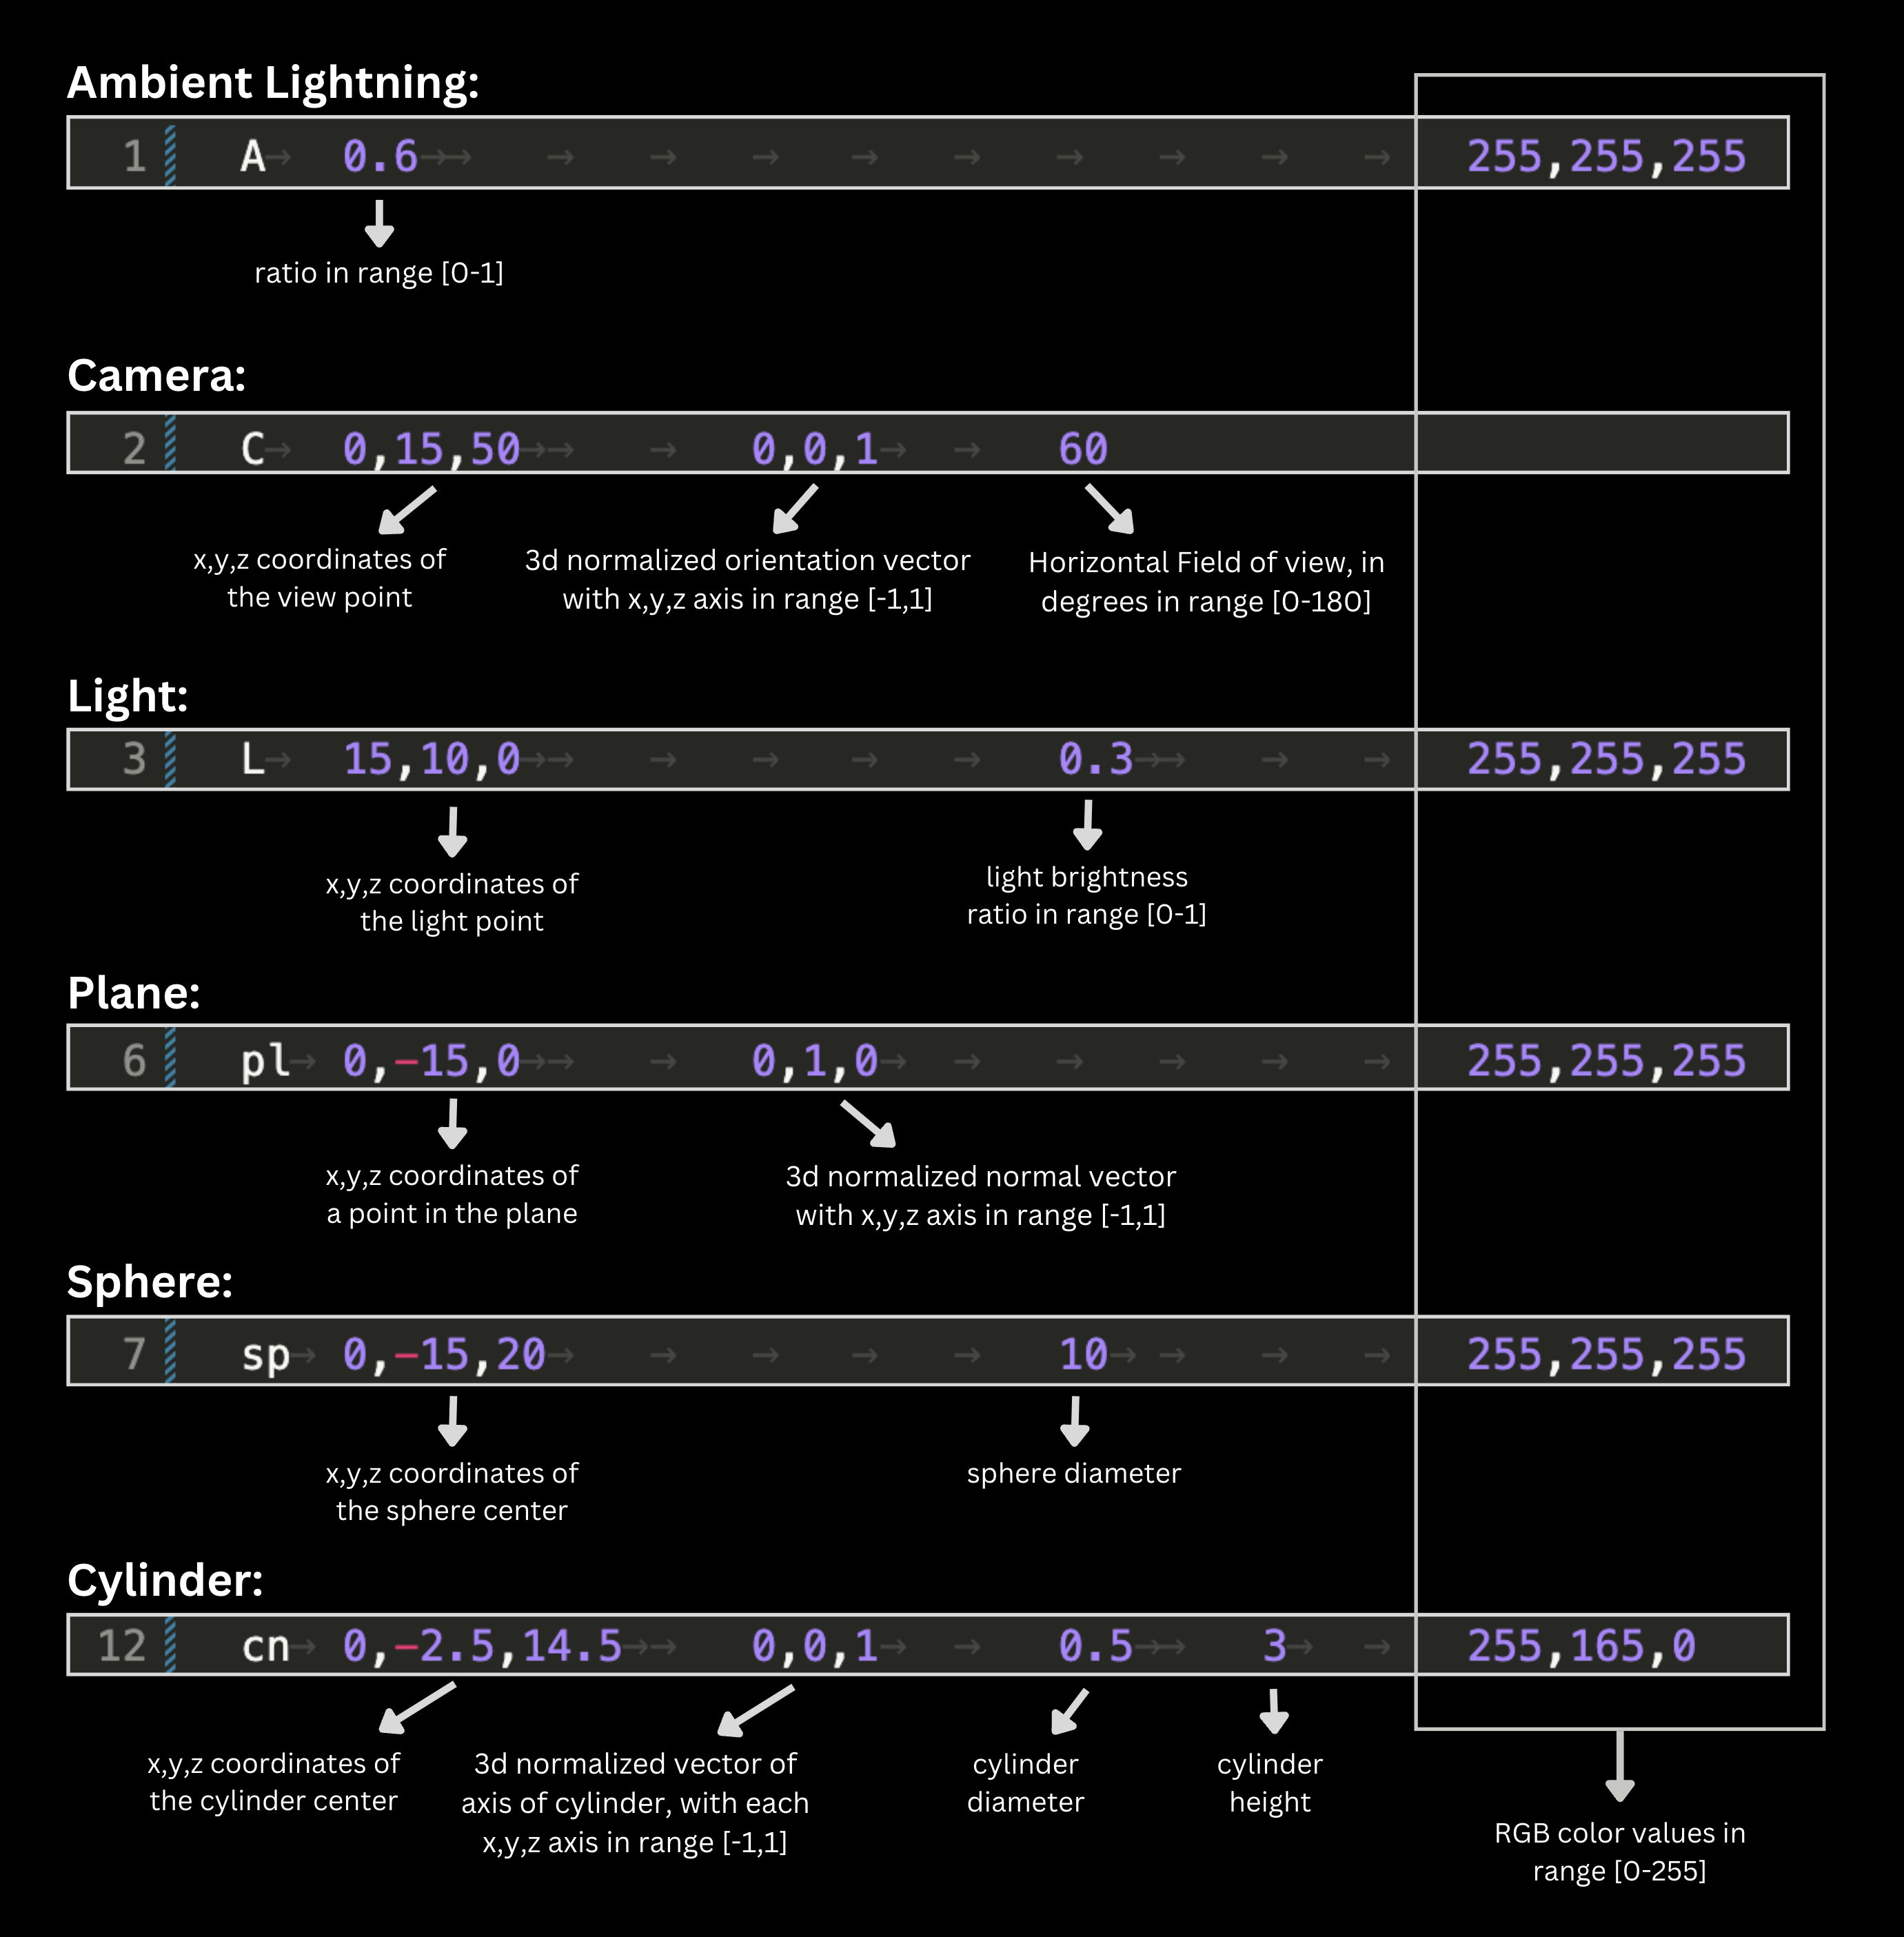 Ambient Lightning:
1 A 0.6 255,255,255
ratio in range [0-1]
Camera:
2 C 0,15,50 0,0,1 60
x,y,z coordinates of
the view point
3d normalized orientation vector
with x,y,z axis in range [-1,1]
Horizontal Field of view, in
degrees in range [0-180]
Light:
3 L 15,10,0 0.3 255,255,255
x,y,z coordinates of
the light point
light brightness
ratio in range [0-1]
Plane:
6 pl 0,-15,0 0,1,0 255,255,255
x,y,z coordinates of
a point in the plane
3d normalized normal vector
with x,y,z axis in range [-1,1]
Sphere:
7 sp 0,-15,20 10 255,255,255
x,y,z coordinates of
the sphere center
sphere diameter
Cylinder:
12 cn 0,-2.5,14.5 0,0,1 0.5 3 255,165,0
x,y,z coordinates of
the cylinder center
3d normalized vector of
axis of cylinder, with each
x,y,z axis in range [-1,1]
cylinder
diameter
cylinder
height
RGB color values in
range [0-255]